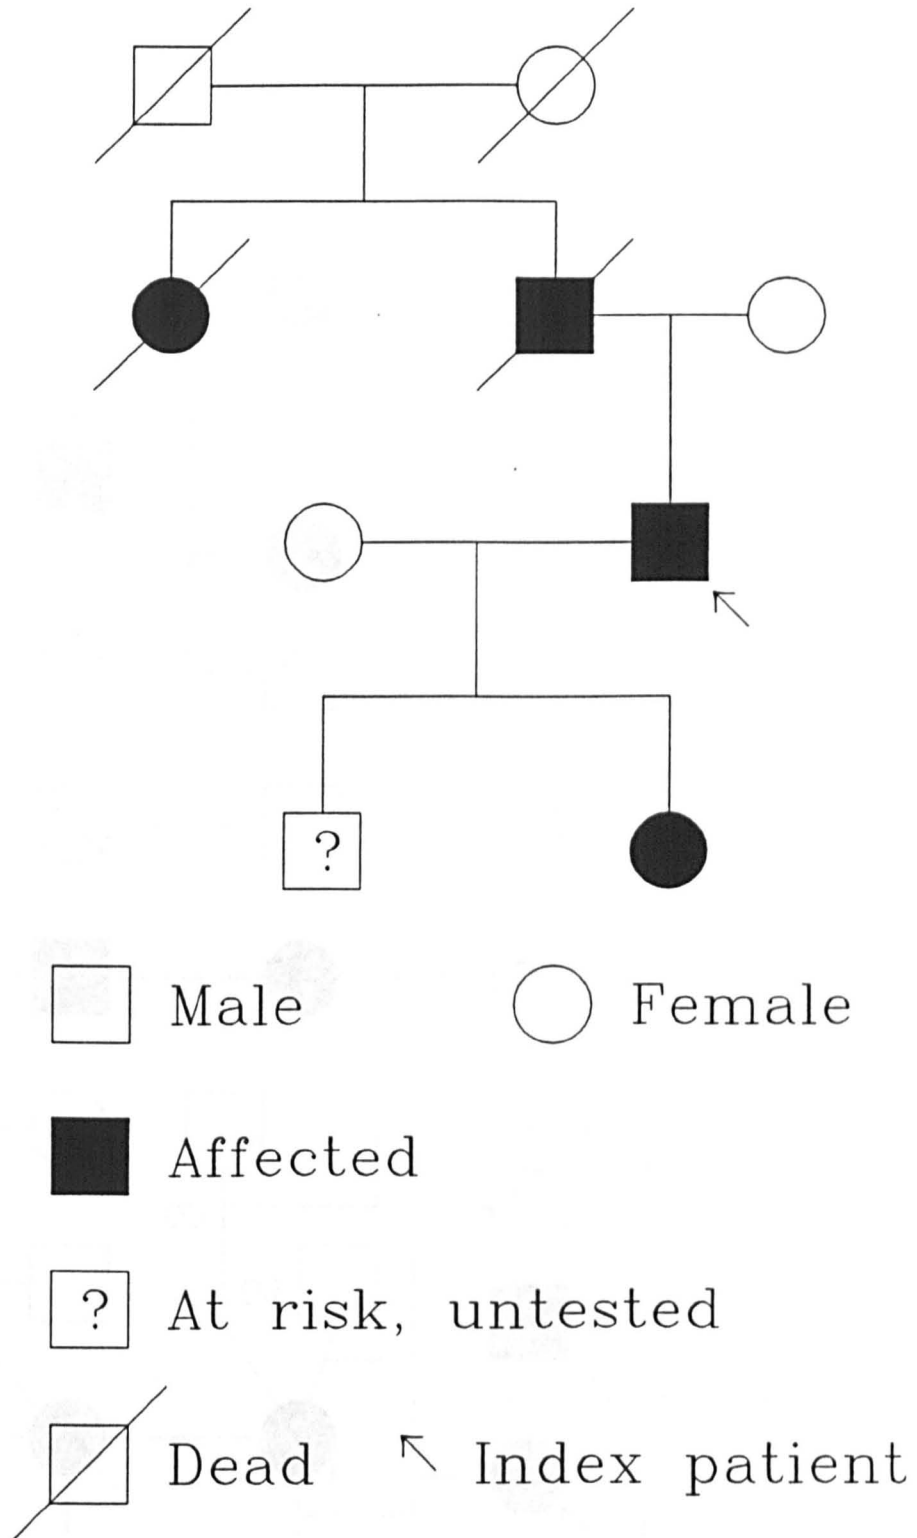 ?
Male Female
Affected
? At risk, untested
Dead Index patient